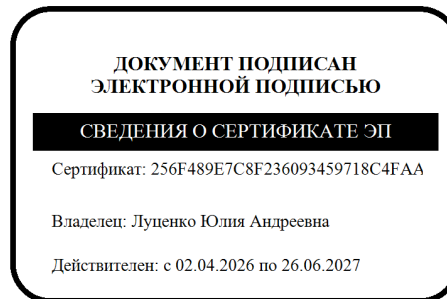 ДОКУМЕНТ ПОДПИСАН
ЭЛЕКТРОННОЙ ПОДПИСЬЮ
СВЕДЕНИЯ О СЕРТИФИКАТЕ ЭП
Сертификат: 256F489E7C8F236093459718C4FAA
Владелец: Луценко Юлия Андреевна
Действителен: с 02.04.2026 по 26.06.2027